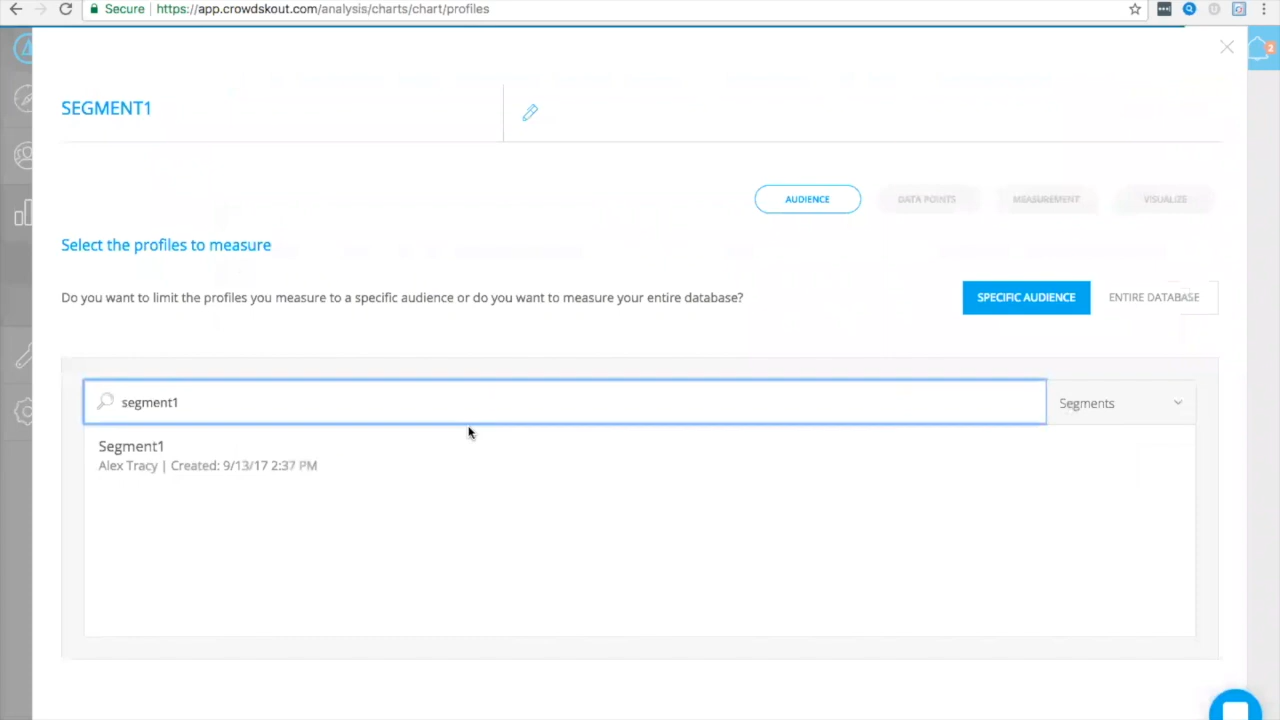 Secure https://app.crowdskout.com/analysis/charts/chart/profiles
2
SEGMENT1
AUDIENCE DATA POINTS MEASUREMENT VISUALIZE
Select the profiles to measure
Do you want to limit the profiles you measure to a specific audience or do you want to measure your entire database? SPECIFIC AUDIENCE ENTIRE DATABASE
segment1 Segments
Segment1
Alex Tracy | Created: 9/13/17 2:37 PM